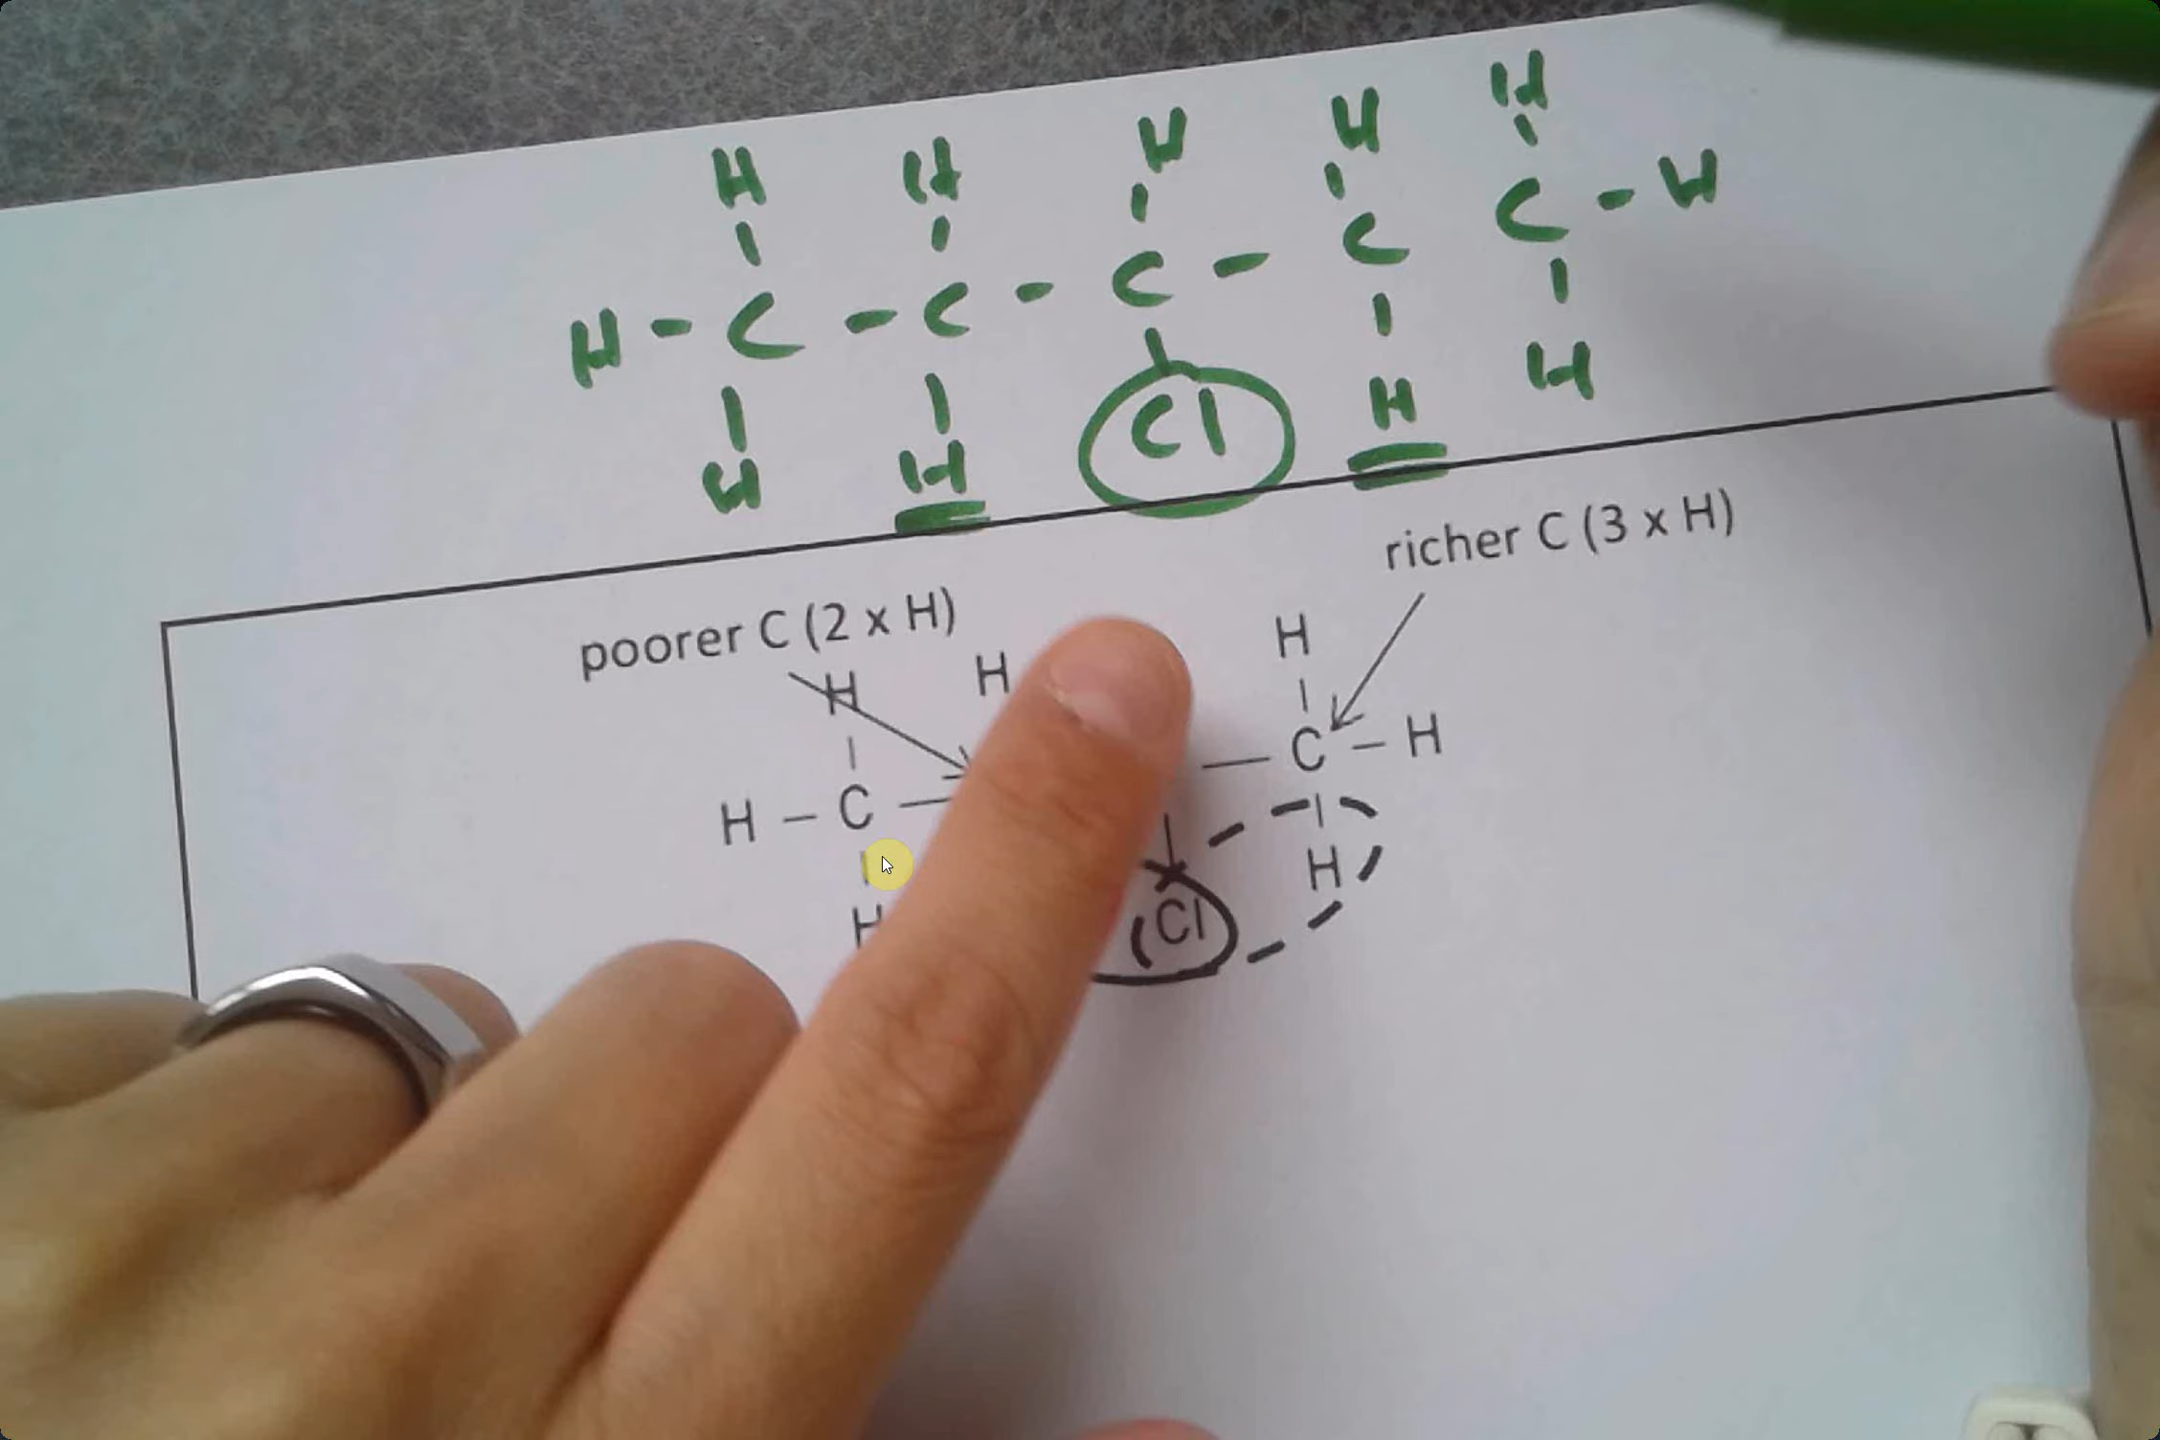 H H H H H
H - C - C - C - C C - H
H H Cl H H
richer C (3 x H)
poorer C (2 x H)
H H H
H - C — — C - H
H Cl H